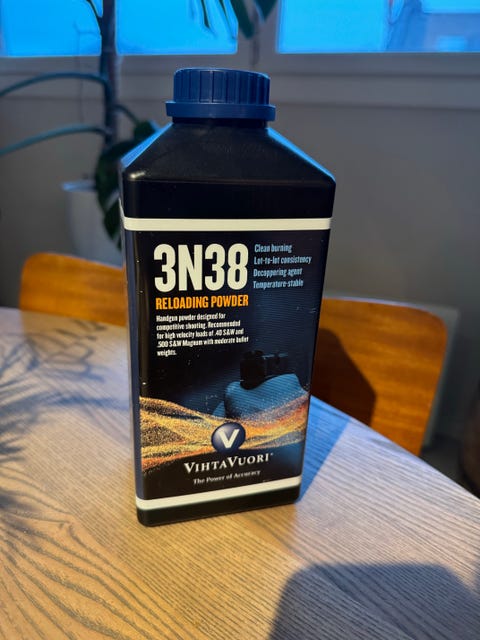 3N38
Clean burning
Lot-to-lot consistency
Decoppering agent
Temperature-stable
RELOADING POWDER
Handgun powder designed for
competitive shooting. Recommended
for high velocity loads of .40 S&W and
.500 S&W Magnum with moderate bullet
weights.
V
VIHTAVUORI®
The Power of Accuracy